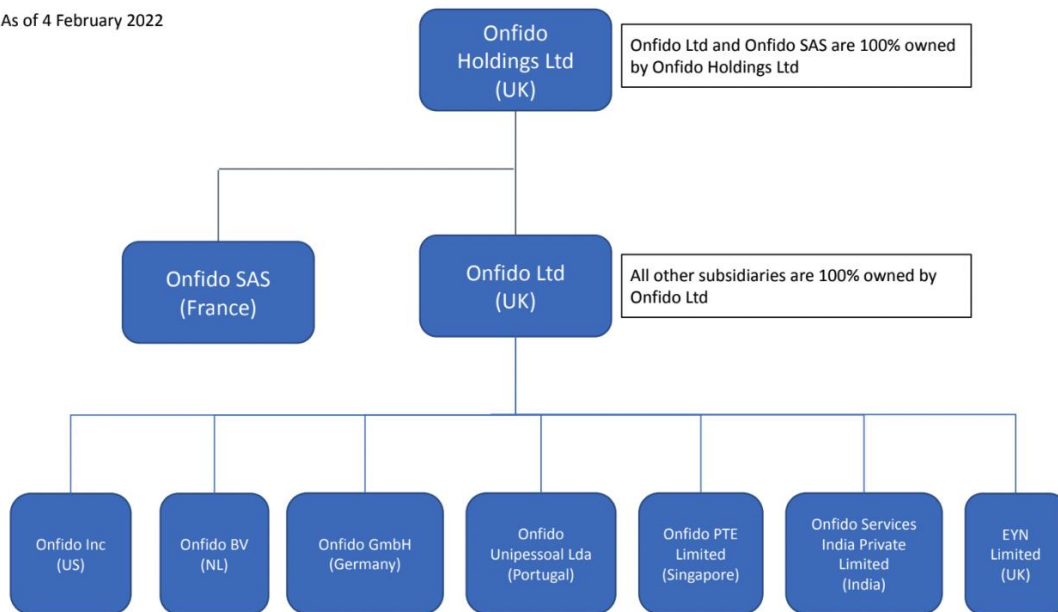 As of 4 February 2022
Onfido
Holdings Ltd
(UK)
Onfido Ltd and Onfido SAS are 100% owned
by Onfido Holdings Ltd
Onfido SAS
(France)
Onfido Ltd
(UK)
All other subsidiaries are 100% owned by
Onfido Ltd
Onfido Inc
(US)
Onfido BV
(NL)
Onfido GmbH
(Germany)
Onfido
Unipessoal Lda
(Portugal)
Onfido PTE
Limited
(Singapore)
Onfido Services
India Private
Limited
(India)
EYN
Limited
(UK)